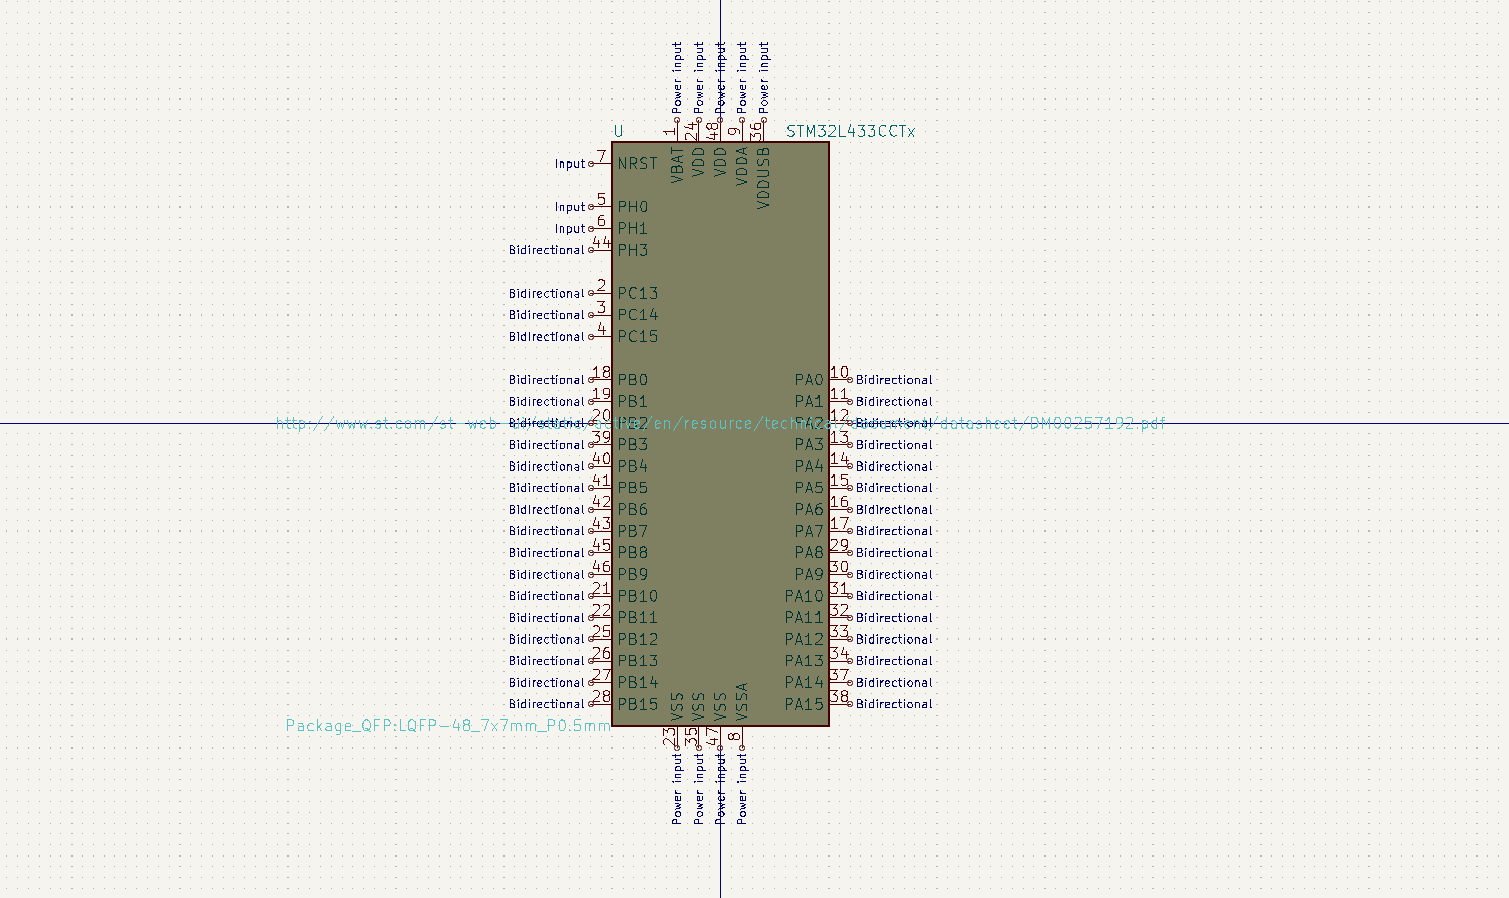 Power input Power input Power input Power input Power input
1 24 48 9 36
U STM32L433CCTx
VBAT VDD VDD VDDA VDDUSB
Input 7 NRST
Input 5 PH0
Input 6 PH1
Bidirectional 44 PH3
Bidirectional 2 PC13
Bidirectional 3 PC14
Bidirectional 4 PC15
Bidirectional 18 PB0 PA0 10 Bidirectional
Bidirectional 19 PB1 PA1 11 Bidirectional
Bidirectional 20 PB2 PA2 12 Bidirectional
http://www.st.com/st-web-ui/static/active/en/resource/technical/document/datasheet/DM00257192.pdf
Bidirectional 39 PB3 PA3 13 Bidirectional
Bidirectional 40 PB4 PA4 14 Bidirectional
Bidirectional 41 PB5 PA5 15 Bidirectional
Bidirectional 42 PB6 PA6 16 Bidirectional
Bidirectional 43 PB7 PA7 17 Bidirectional
Bidirectional 45 PB8 PA8 29 Bidirectional
Bidirectional 46 PB9 PA9 30 Bidirectional
Bidirectional 21 PB10 PA10 31 Bidirectional
Bidirectional 22 PB11 PA11 32 Bidirectional
Bidirectional 25 PB12 PA12 33 Bidirectional
Bidirectional 26 PB13 PA13 34 Bidirectional
Bidirectional 27 PB14 PA14 37 Bidirectional
Bidirectional 28 PB15 PA15 38 Bidirectional
VSS VSS VSS VSSA
Package_QFP:LQFP-48_7x7mm_P0.5mm
23 35 47 8
Power input Power input Power input Power input